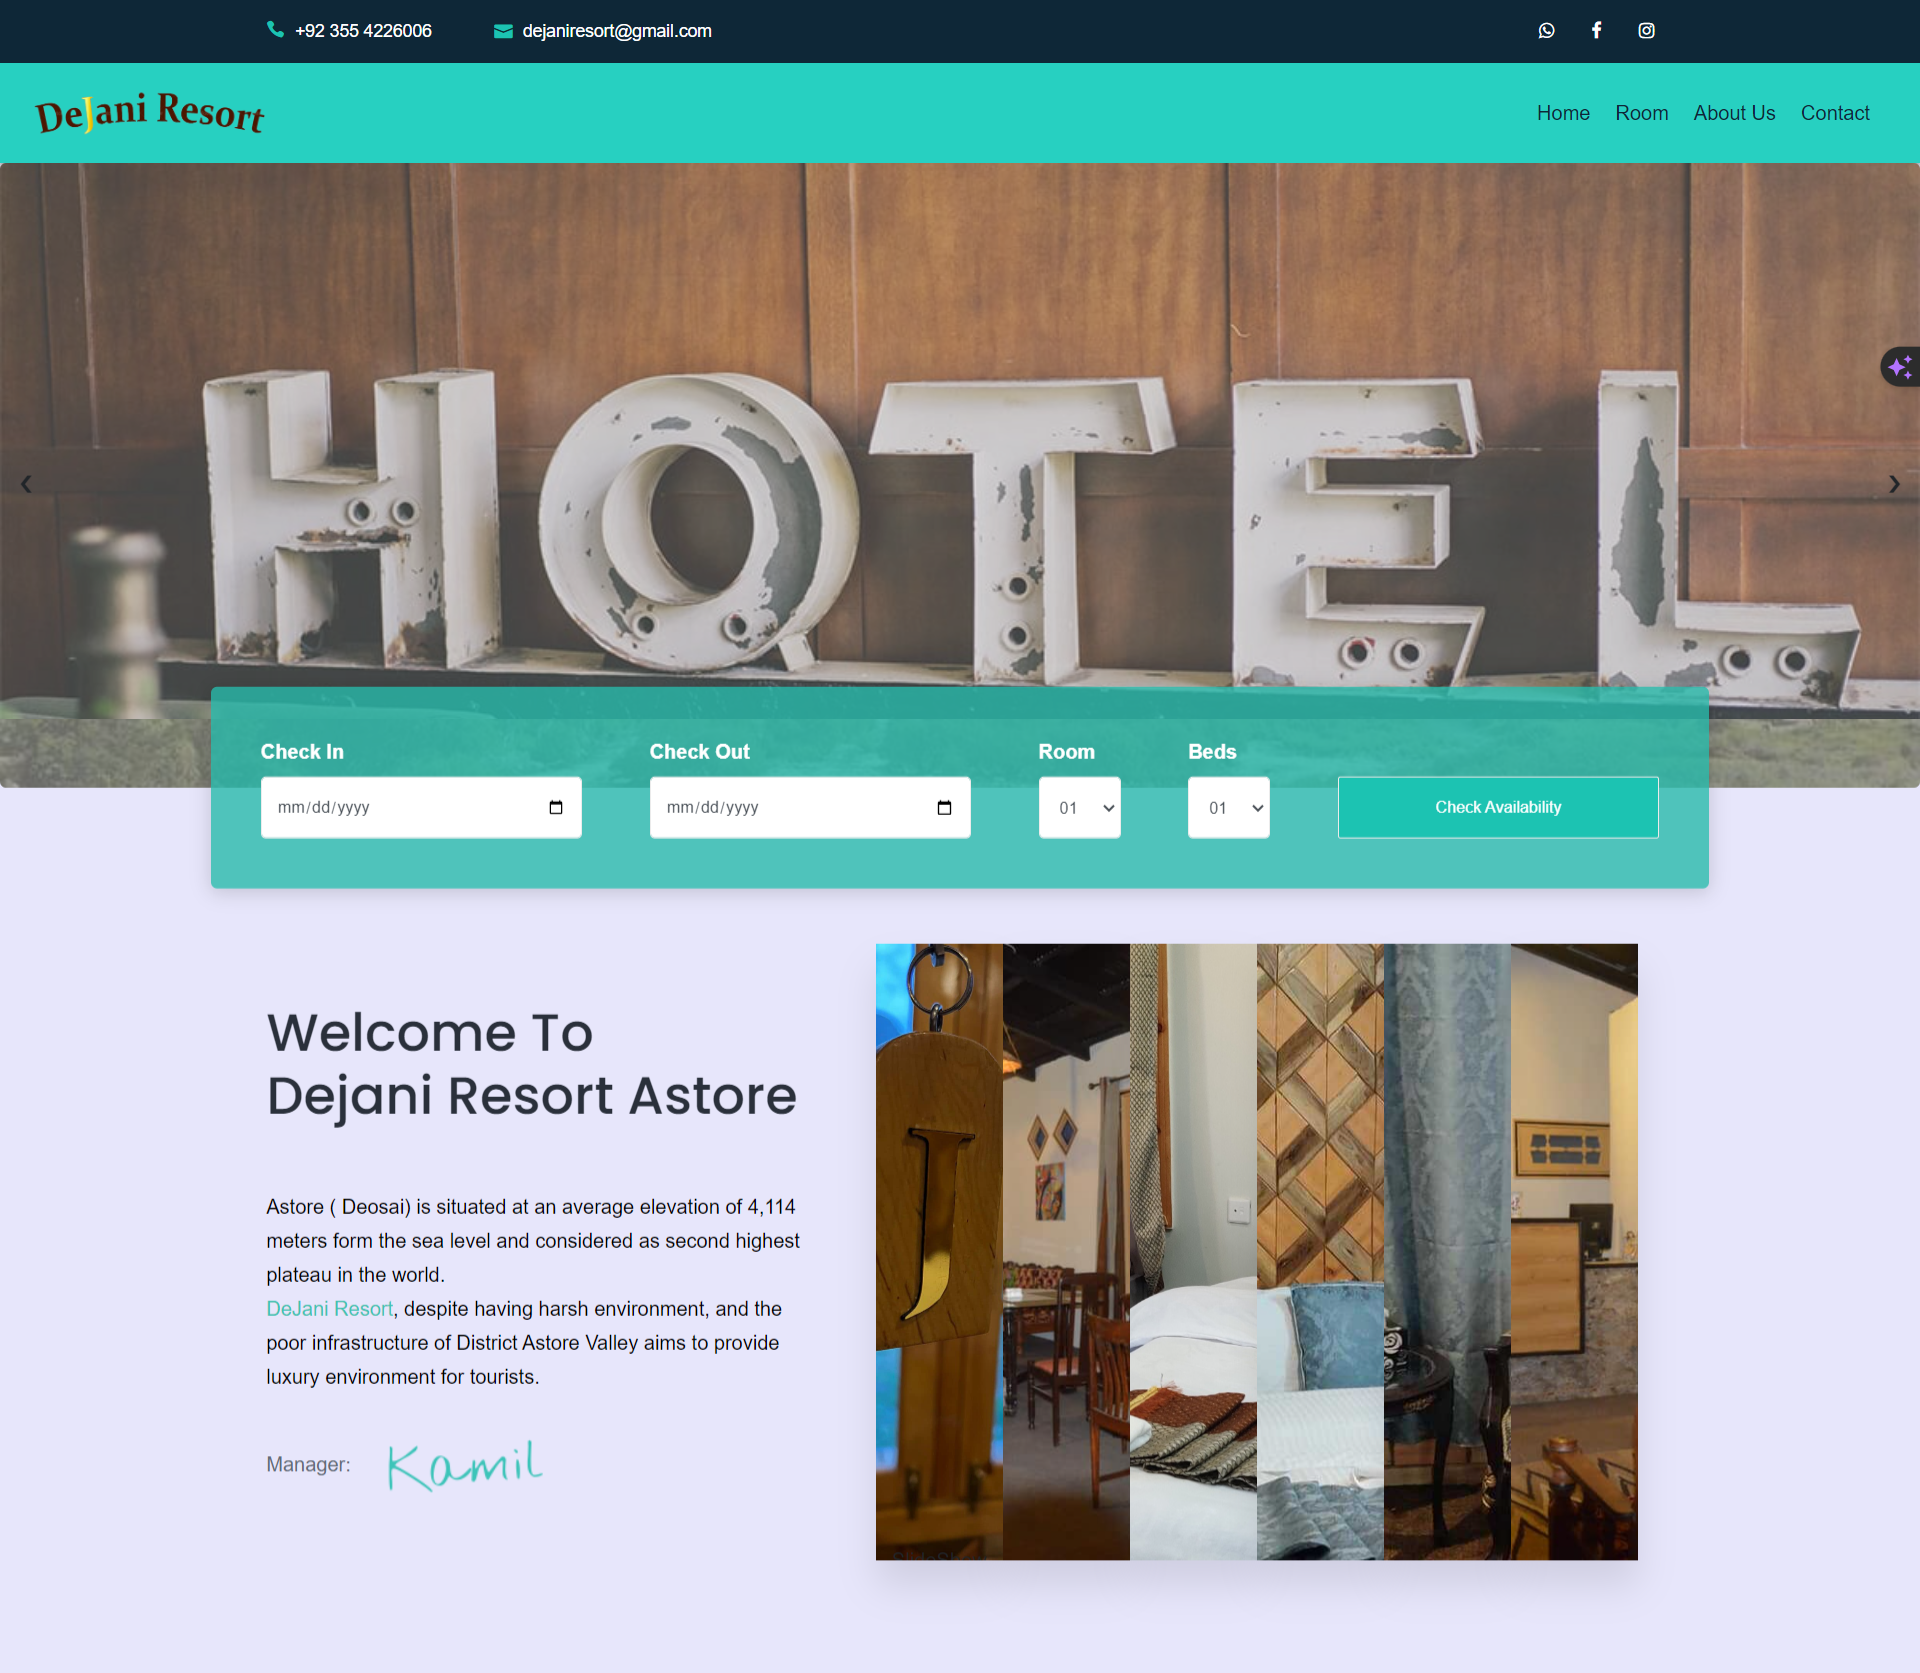 +92 355 4226006
dejaniresort@gmail.com
DeJani Resort
Home
Room
About Us
Contact
HOTEL
Check In
Check Out
Room
Beds
mm/dd/yyyy
mm/dd/yyyy
01
01
Check Availability
Welcome To
Dejani Resort Astore
Astore ( Deosai) is situated at an average elevation of 4,114
meters form the sea level and considered as second highest
plateau in the world.
DeJani Resort, despite having harsh environment, and the
poor infrastructure of District Astore Valley aims to provide
luxury environment for tourists.
Manager:
Kamil
J